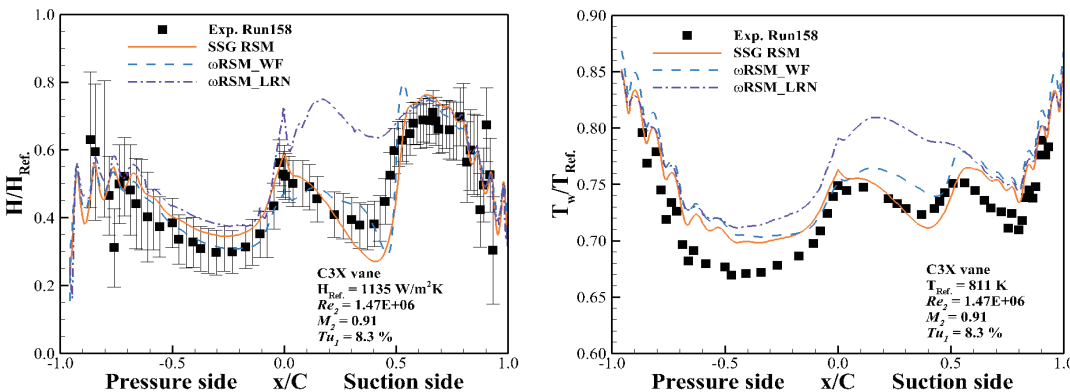 H/H_Ref.
1.0
0.8
0.6
0.4
0.2
0.0
Exp. Run158
SSG RSM
ωRSM_WF
ωRSM_LRN
C3X vane
H_Ref. = 1135 W/m²K
Re₂ = 1.47E+06
M₂ = 0.91
Tu₁ = 8.3 %
-1.0 -0.5 0.0 0.5 1.0
Pressure side x/C Suction side
T_w/T_Ref.
0.90
0.85
0.80
0.75
0.70
0.65
0.60
Exp. Run158
SSG RSM
ωRSM_WF
ωRSM_LRN
C3X vane
T_Ref. = 811 K
Re₂ = 1.47E+06
M₂ = 0.91
Tu₁ = 8.3 %
-1.0 -0.5 0.0 0.5 1.0
Pressure side x/C Suction side